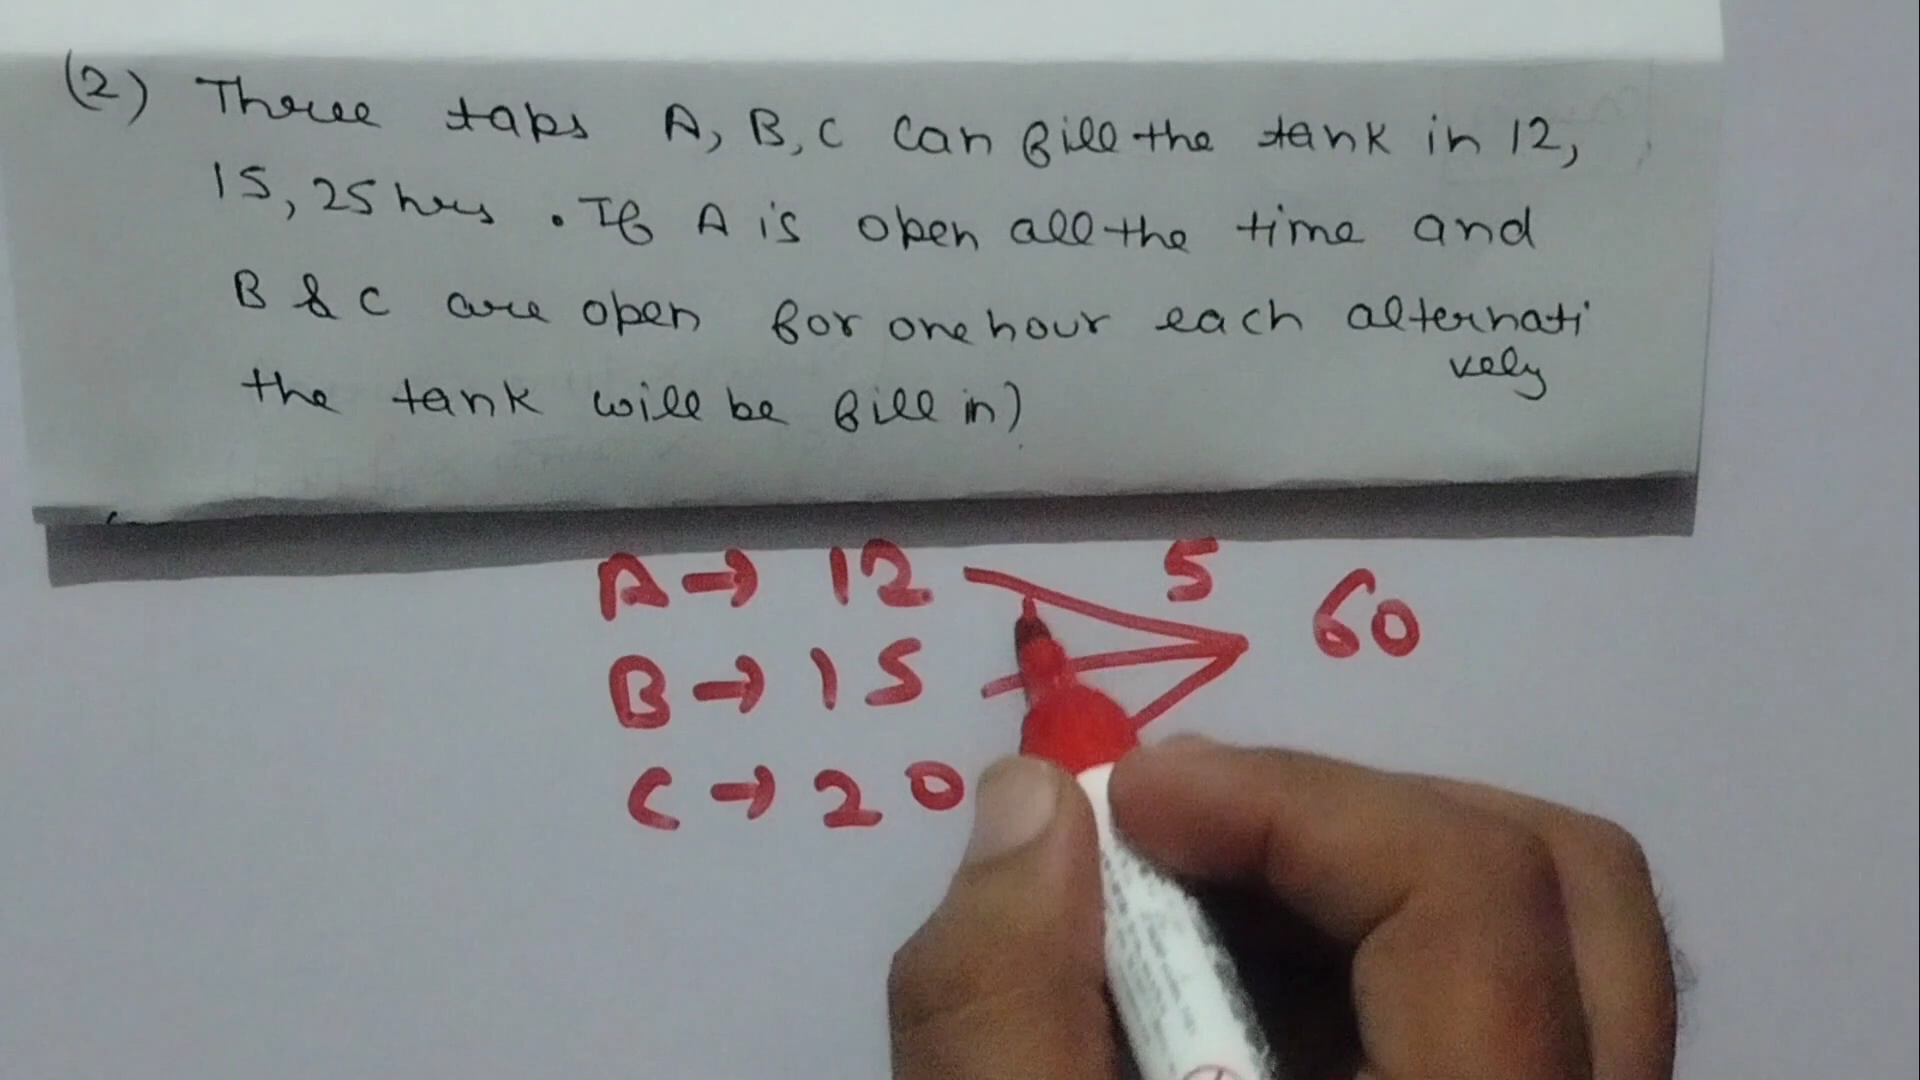 (2) Three taps A, B, C can fill the tank in 12,
15, 25 hrs . If A is open all the time and
B & C are open for one hour each alternati
vely
the tank will be fill in)
A → 12 5 60
B → 15
C → 20